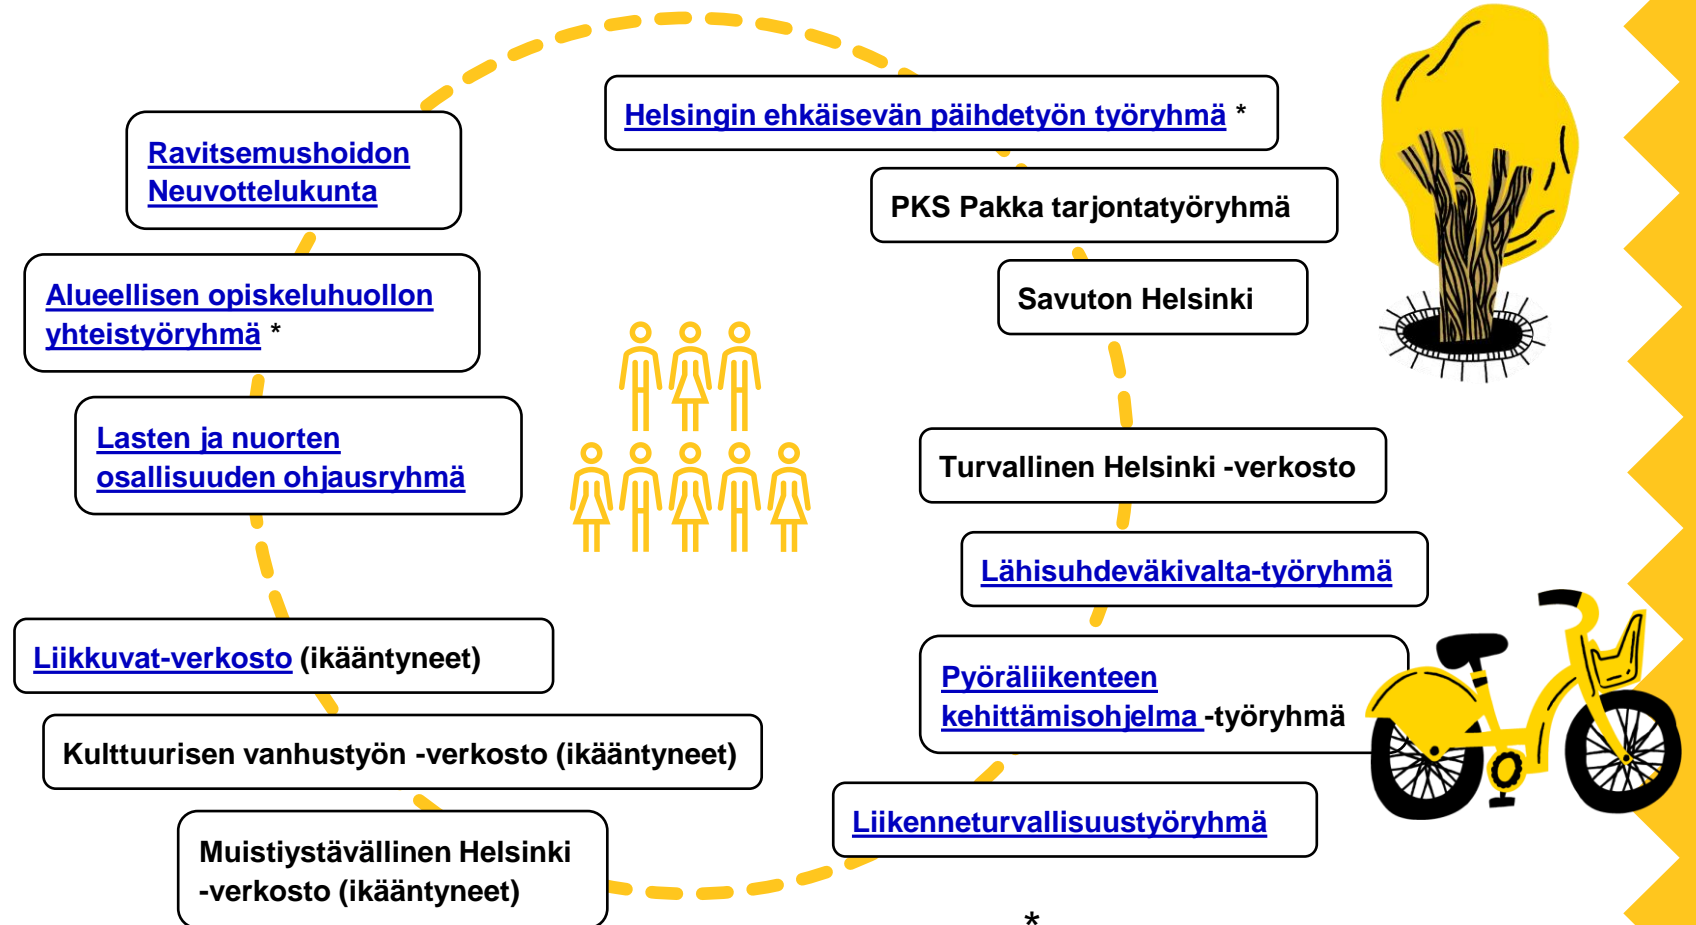 Helsingin ehkäisevän päihdetyön työryhmä *
PKS Pakka tarjontatyöryhmä
Savuton Helsinki
Turvallinen Helsinki -verkosto
Lähisuhdeväkivalta-työryhmä
Pyöräliikenteen
kehittämisohjelma -työryhmä
Liikenneturvallisuustyöryhmä
Ravitsemushoidon
Neuvottelukunta
Alueellisen opiskeluhuollon
yhteistyöryhmä *
Lasten ja nuorten
osallisuuden ohjausryhmä
Liikkuvat-verkosto (ikääntyneet)
Kulttuurisen vanhustyön -verkosto (ikääntyneet)
Muistiystävällinen Helsinki
-verkosto (ikääntyneet)
*